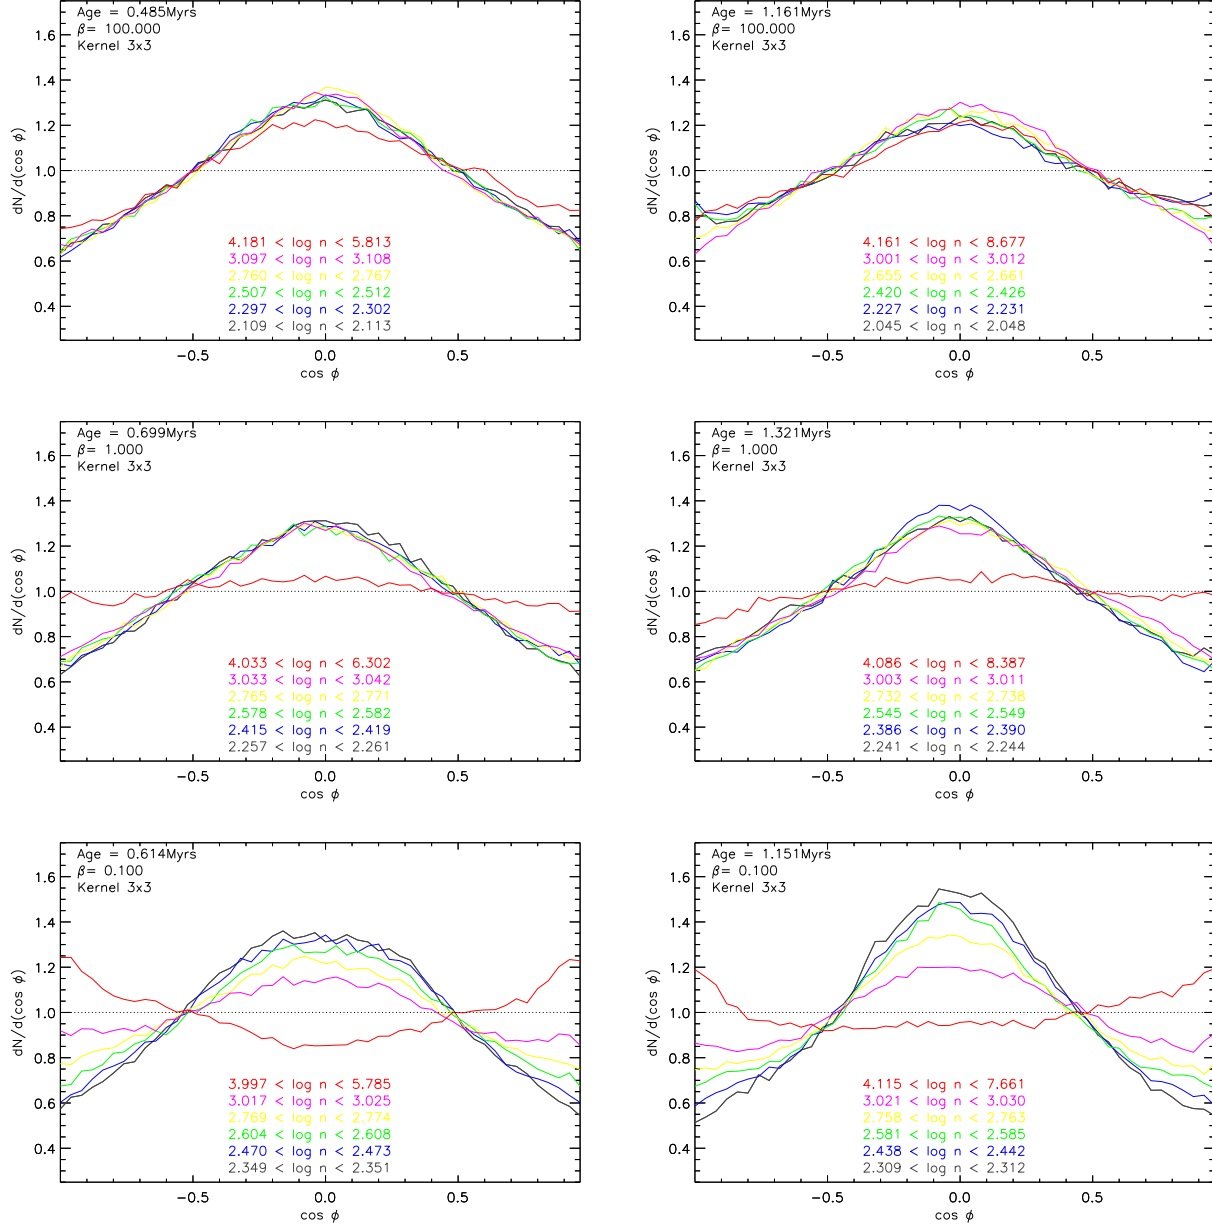 Age = 0.485Myrs
β= 100.000
Kernel 3x3
1.6
1.4
1.2
1.0
0.8
0.6
0.4
dN/d(cos ϕ)
4.181 < log n < 5.813
3.097 < log n < 3.108
2.760 < log n < 2.767
2.507 < log n < 2.512
2.297 < log n < 2.302
2.109 < log n < 2.113
−0.5 0.0 0.5
cos ϕ
Age = 1.161Myrs
β= 100.000
Kernel 3x3
1.6
1.4
1.2
1.0
0.8
0.6
0.4
dN/d(cos ϕ)
4.161 < log n < 8.677
3.001 < log n < 3.012
2.655 < log n < 2.661
2.420 < log n < 2.426
2.227 < log n < 2.231
2.045 < log n < 2.048
−0.5 0.0 0.5
cos ϕ
Age = 0.699Myrs
β= 1.000
Kernel 3x3
1.6
1.4
1.2
1.0
0.8
0.6
0.4
dN/d(cos ϕ)
4.033 < log n < 6.302
3.033 < log n < 3.042
2.765 < log n < 2.771
2.578 < log n < 2.582
2.415 < log n < 2.419
2.257 < log n < 2.261
−0.5 0.0 0.5
cos ϕ
Age = 1.321Myrs
β= 1.000
Kernel 3x3
1.6
1.4
1.2
1.0
0.8
0.6
0.4
dN/d(cos ϕ)
4.086 < log n < 8.387
3.003 < log n < 3.011
2.732 < log n < 2.738
2.545 < log n < 2.549
2.386 < log n < 2.390
2.241 < log n < 2.244
−0.5 0.0 0.5
cos ϕ
Age = 0.614Myrs
β= 0.100
Kernel 3x3
1.6
1.4
1.2
1.0
0.8
0.6
0.4
dN/d(cos ϕ)
3.997 < log n < 5.785
3.017 < log n < 3.025
2.769 < log n < 2.774
2.604 < log n < 2.608
2.470 < log n < 2.473
2.349 < log n < 2.351
−0.5 0.0 0.5
cos ϕ
Age = 1.151Myrs
β= 0.100
Kernel 3x3
1.6
1.4
1.2
1.0
0.8
0.6
0.4
dN/d(cos ϕ)
4.115 < log n < 7.661
3.021 < log n < 3.030
2.758 < log n < 2.763
2.581 < log n < 2.585
2.438 < log n < 2.442
2.309 < log n < 2.312
−0.5 0.0 0.5
cos ϕ